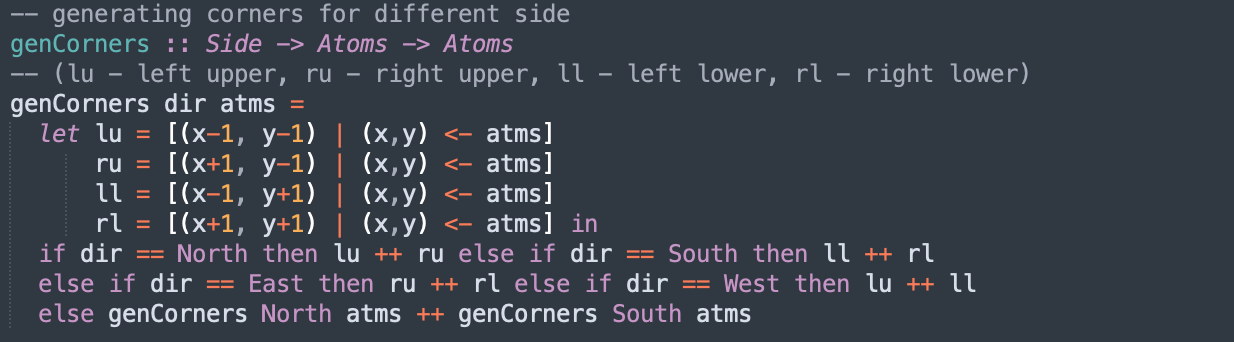 -- generating corners for different side
genCorners :: Side -> Atoms -> Atoms
-- (lu - left upper, ru - right upper, ll - left lower, rl - right lower)
genCorners dir atms =
  let lu = [(x-1, y-1) | (x,y) <- atms]
      ru = [(x+1, y-1) | (x,y) <- atms]
      ll = [(x-1, y+1) | (x,y) <- atms]
      rl = [(x+1, y+1) | (x,y) <- atms] in
  if dir == North then lu ++ ru else if dir == South then ll ++ rl
  else if dir == East then ru ++ rl else if dir == West then lu ++ ll
  else genCorners North atms ++ genCorners South atms